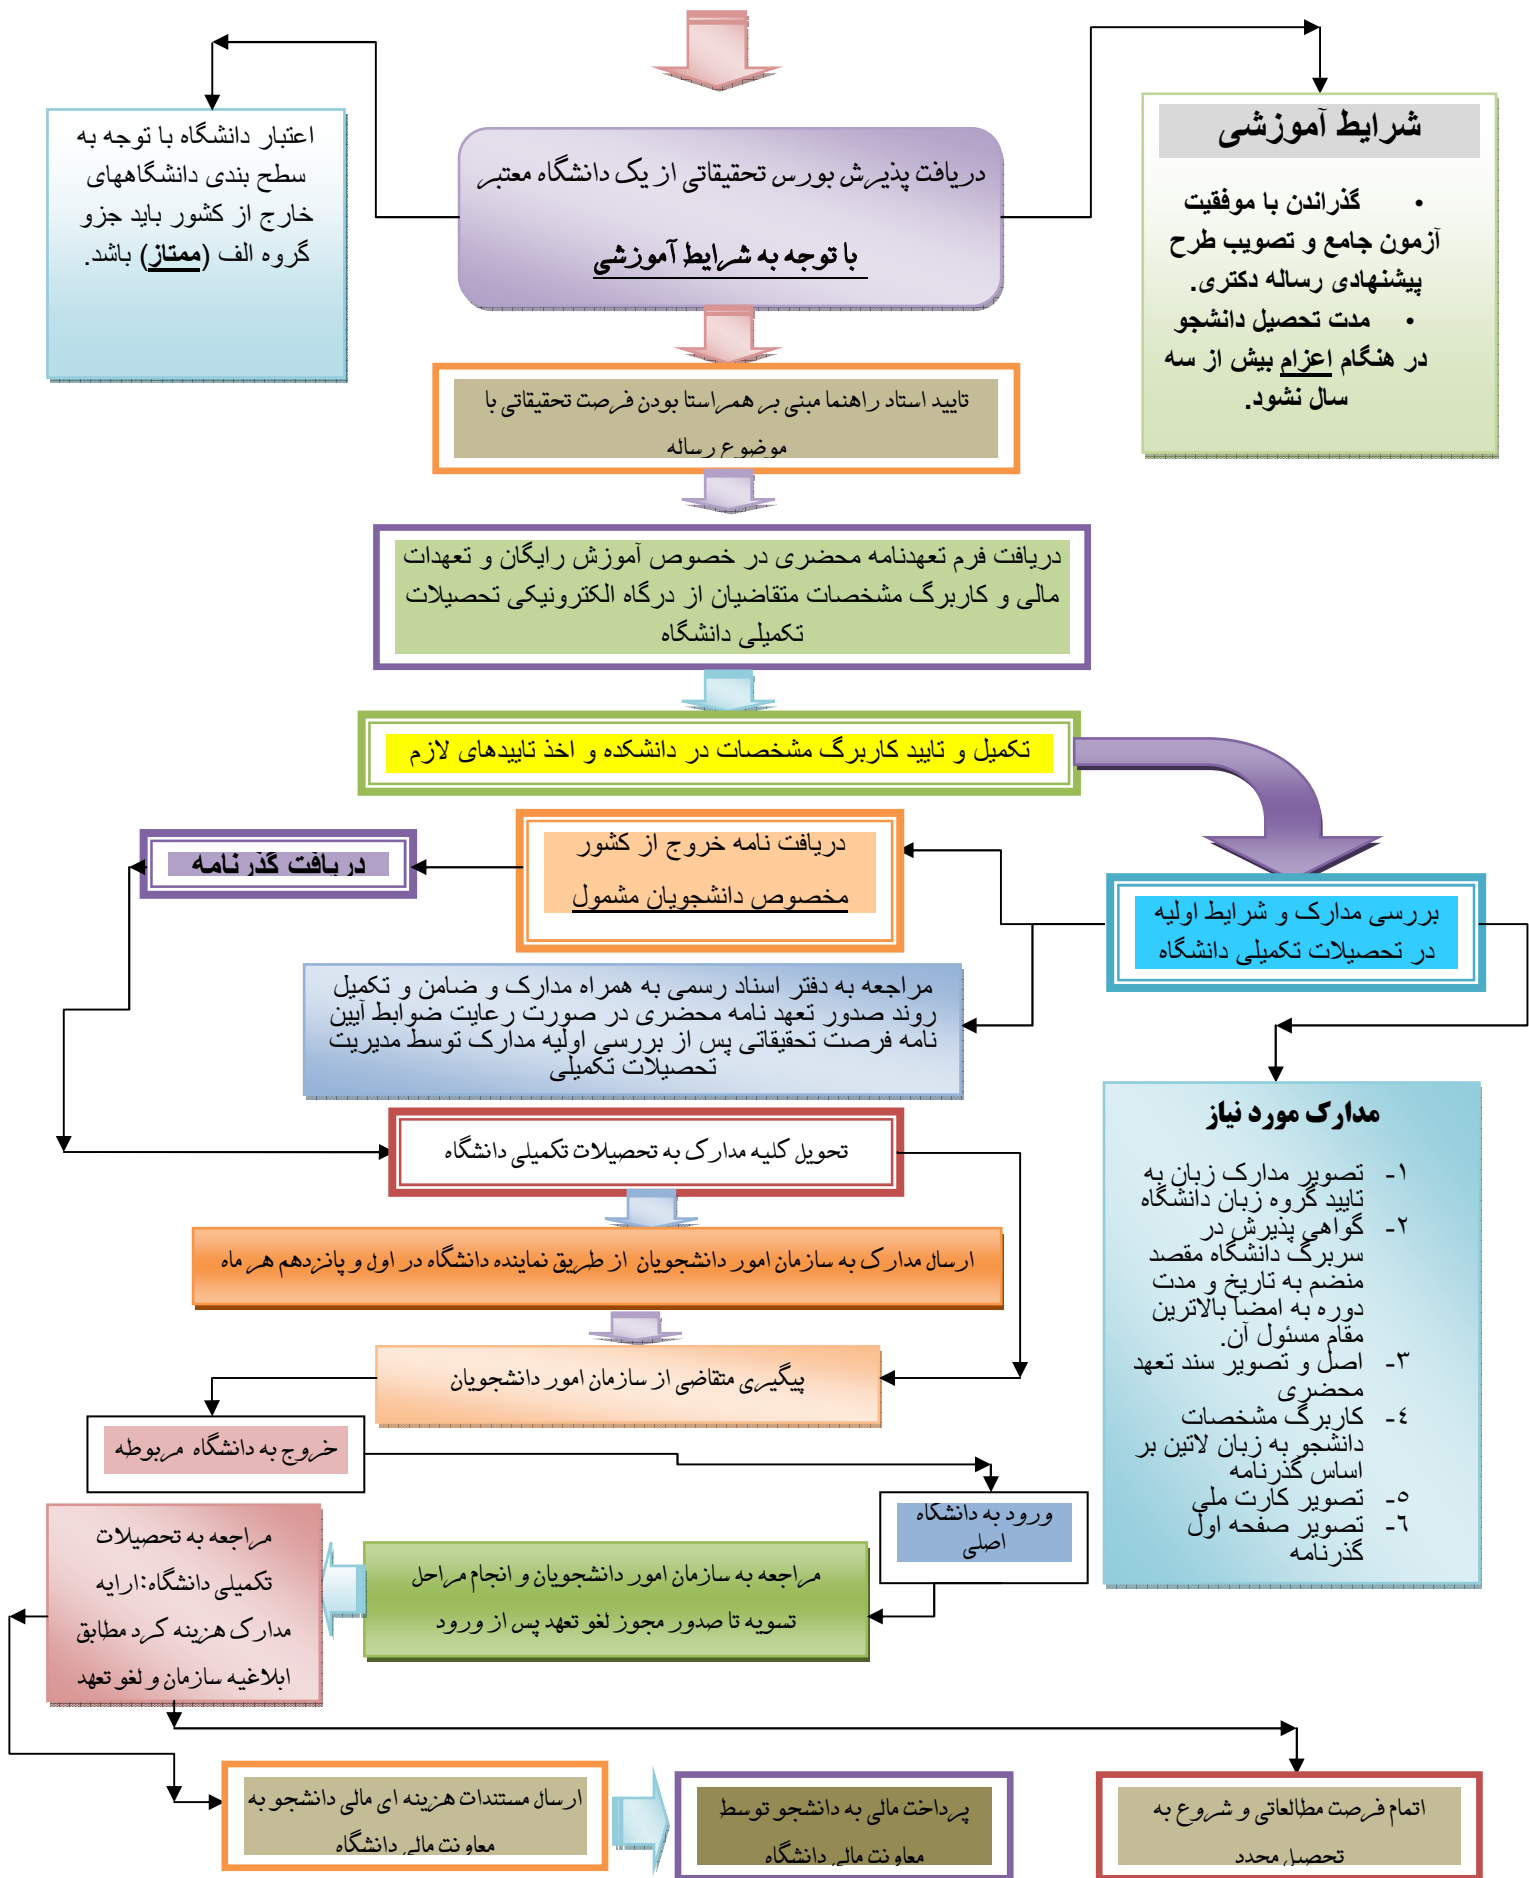 شرایط آموزشی
• گذراندن با موفقیت
آزمون جامع و تصویب طرح
پیشنهادی رساله دکتری.
• مدت تحصیل دانشجو
در هنگام اعزام بیش از سه
سال نشود.
دریافت پذیرش بورس تحقیقاتی از یک دانشگاه معتبر
با توجه به شرایط آموزشی
اعتبار دانشگاه با توجه به
سطح بندی دانشگاههای
خارج از کشور باید جزو
گروه الف (ممتاز) باشد.
تایید استاد راهنما مبنی بر همراستا بودن فرصت تحقیقاتی با
موضوع رساله
دریافت فرم تعهدنامه محضری در خصوص آموزش رایگان و تعهدات
مالی و کاربرگ مشخصات متقاضیان از درگاه الکترونیکی تحصیلات
تکمیلی دانشگاه
تکمیل و تایید کاربرگ مشخصات در دانشکده و اخذ تاییدهای لازم
بررسی مدارک و شرایط اولیه
در تحصیلات تکمیلی دانشگاه
دریافت نامه خروج از کشور
مخصوص دانشجویان مشمول
دریافت گذرنامه
مراجعه به دفتر اسناد رسمی به همراه مدارک و ضامن و تکمیل
روند صدور تعهد نامه محضری در صورت رعایت ضوابط آیین
نامه فرصت تحقیقاتی پس از بررسی اولیه مدارک توسط مدیریت
تحصیلات تکمیلی
مدارک مورد نیاز
۱- تصویر مدارک زبان به
تایید گروه زبان دانشگاه
۲- گواهی پذیرش در
سربرگ دانشگاه مقصد
منضم به تاریخ و مدت
دوره به امضا بالاترین
مقام مسئول آن.
۳- اصل و تصویر سند تعهد
محضری
٤- کاربرگ مشخصات
دانشجو به زبان لاتین بر
اساس گذرنامه
٥- تصویر کارت ملی
٦- تصویر صفحه اول
گذرنامه
تحویل کلیه مدارک به تحصیلات تکمیلی دانشگاه
ارسال مدارک به سازمان امور دانشجویان از طریق نماینده دانشگاه در اول و پانزدهم هر ماه
پیگیری متقاضی از سازمان امور دانشجویان
خروج به دانشگاه مربوطه
ورود به دانشگاه
اصلی
مراجعه به سازمان امور دانشجویان و انجام مراحل
تسویه تا صدور مجوز لغو تعهد پس از ورود
مراجعه به تحصیلات
تکمیلی دانشگاه:ارایه
مدارک هزینه کرد مطابق
ابلاغیه سازمان و لغو تعهد
ارسال مستندات هزینه ای مالی دانشجو به
معاونت مالی دانشگاه
پرداخت مالی به دانشجو توسط
معاونت مالی دانشگاه
اتمام فرصت مطالعاتی و شروع به
تحصیل مجدد